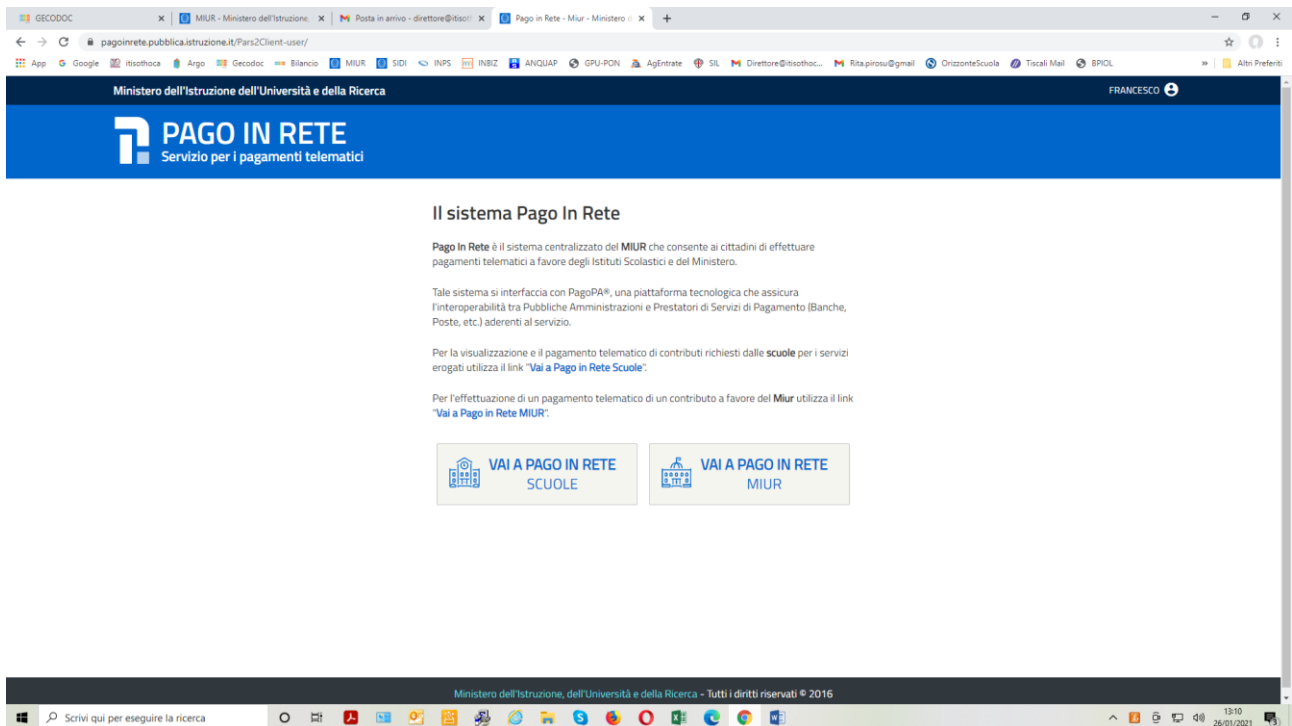 GECODOC
MIUR - Ministero dell'Istruzione,
Posta in arrivo - direttore@itisoth
Pago in Rete - Miur - Ministero d
pagoinrete.pubblica.istruzione.it/Pars2Client-user/
App Google itisothoca Argo Gecodoc Bilancio MIUR SIDI INPS INBIZ ANQUAP GPU-PON AgEntrate SIL Direttore@itisothoc... Rita.pirosu@gmail OrizzonteScuola Tiscali Mail BPIOL » Altri Preferiti
Ministero dell'Istruzione dell'Università e della Ricerca
FRANCESCO
PAGO IN RETE
Servizio per i pagamenti telematici
Il sistema Pago In Rete
Pago In Rete è il sistema centralizzato del MIUR che consente ai cittadini di effettuare
pagamenti telematici a favore degli Istituti Scolastici e del Ministero.
Tale sistema si interfaccia con PagoPA®, una piattaforma tecnologica che assicura
l'interoperabilità tra Pubbliche Amministrazioni e Prestatori di Servizi di Pagamento (Banche,
Poste, etc.) aderenti al servizio.
Per la visualizzazione e il pagamento telematico di contributi richiesti dalle scuole per i servizi
erogati utilizza il link "Vai a Pago in Rete Scuole".
Per l'effettuazione di un pagamento telematico di un contributo a favore del Miur utilizza il link
"Vai a Pago in Rete MIUR".
VAI A PAGO IN RETE
SCUOLE
VAI A PAGO IN RETE
MIUR
Ministero dell'Istruzione, dell'Università e della Ricerca - Tutti i diritti riservati © 2016
Scrivi qui per eseguire la ricerca
13:10
26/01/2021